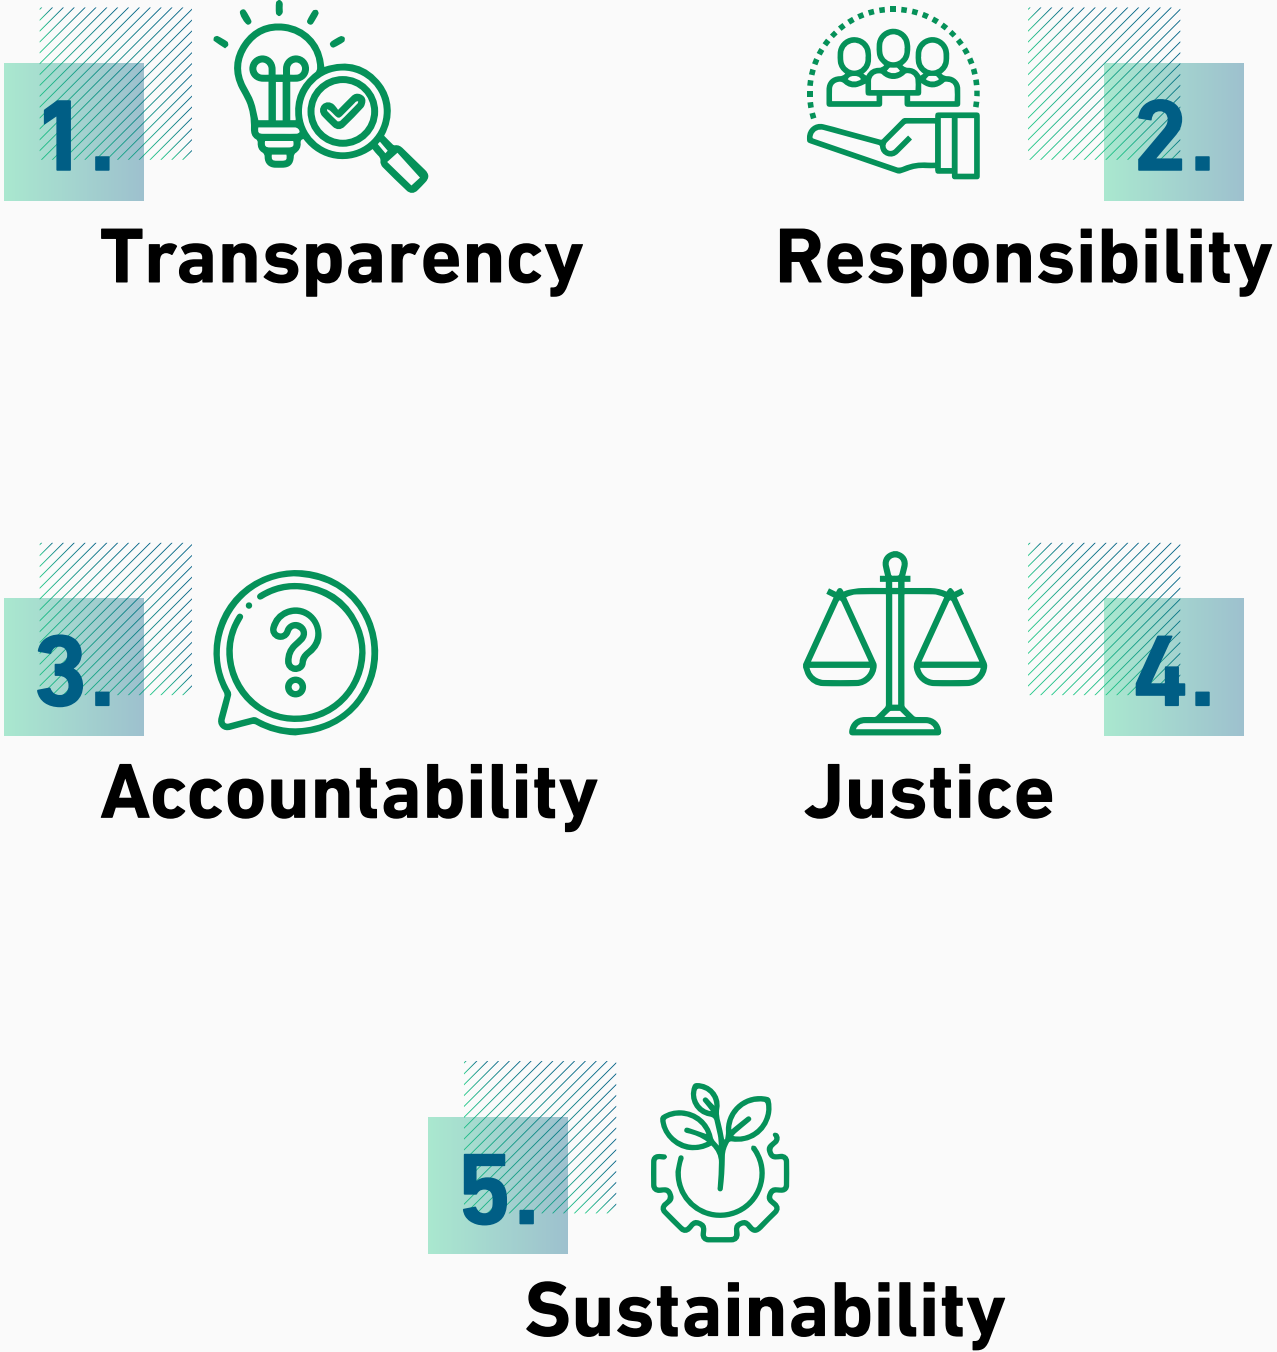 1.
Transparency
2.
Responsibility
3.
Accountability
4.
Justice
5.
Sustainability